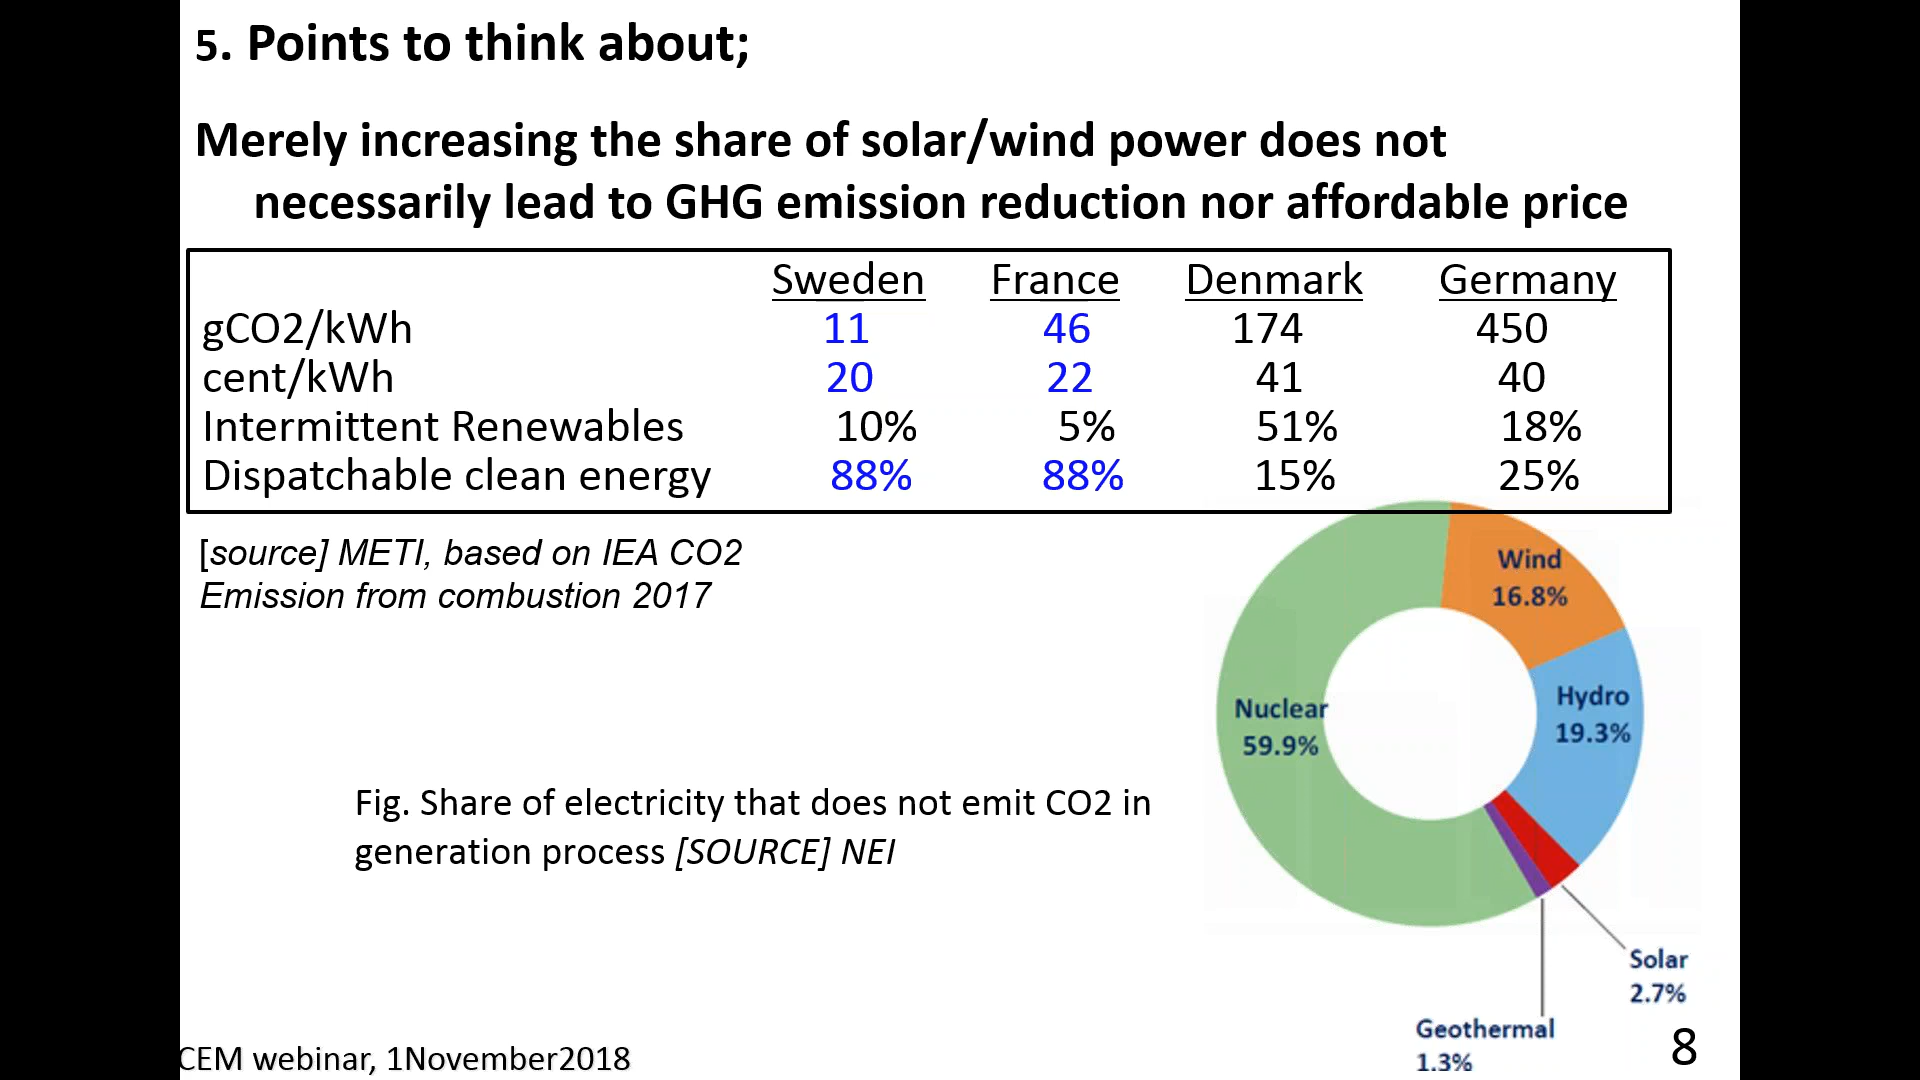 5. Points to think about;
Merely increasing the share of solar/wind power does not
necessarily lead to GHG emission reduction nor affordable price
Sweden France Denmark Germany
gCO2/kWh 11 46 174 450
cent/kWh 20 22 41 40
Intermittent Renewables 10% 5% 51% 18%
Dispatchable clean energy 88% 88% 15% 25%
[source] METI, based on IEA CO2
Emission from combustion 2017
Wind
16.8%
Hydro
19.3%
Nuclear
59.9%
Fig. Share of electricity that does not emit CO2 in
generation process [SOURCE] NEI
Solar
2.7%
Geothermal
1.3%
CEM webinar, 1November2018
8